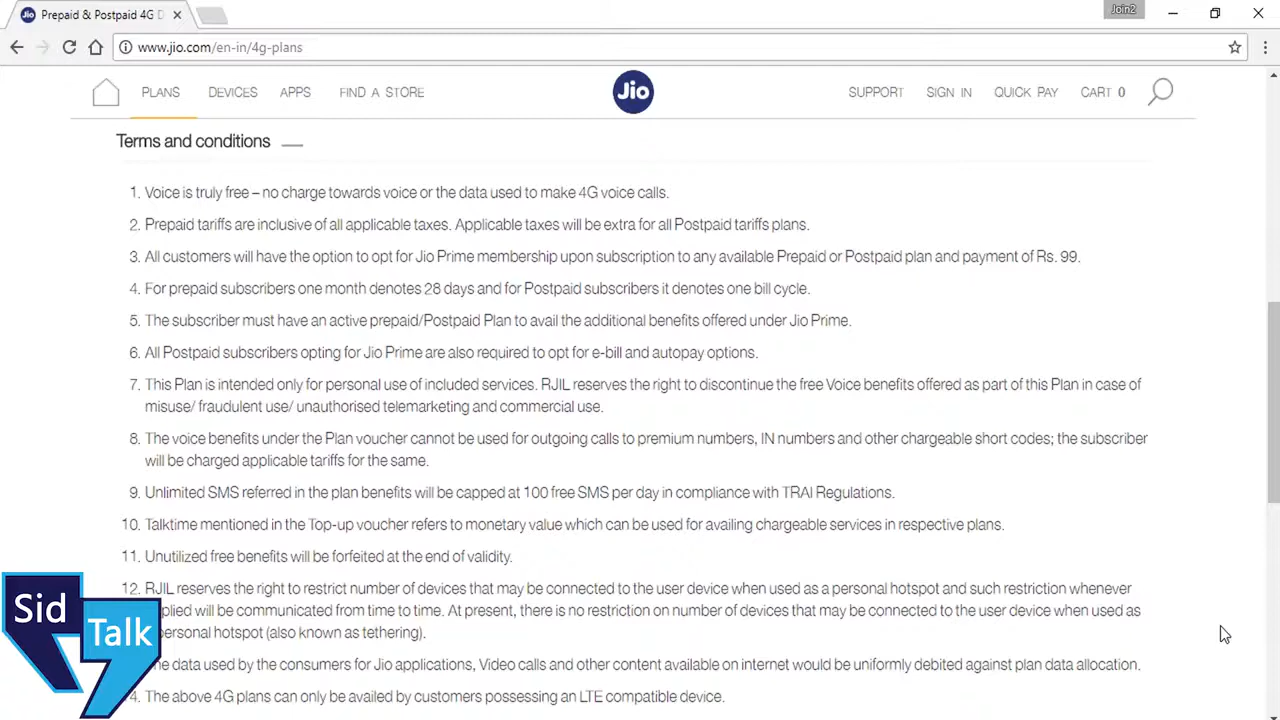 Jio Prepaid & Postpaid 4G D
Join2
www.jio.com/en-in/4g-plans
PLANS DEVICES APPS FIND A STORE Jio SUPPORT SIGN IN QUICK PAY CART 0
Terms and conditions
1. Voice is truly free – no charge towards voice or the data used to make 4G voice calls.
2. Prepaid tariffs are inclusive of all applicable taxes. Applicable taxes will be extra for all Postpaid tariffs plans.
3. All customers will have the option to opt for Jio Prime membership upon subscription to any available Prepaid or Postpaid plan and payment of Rs. 99.
4. For prepaid subscribers one month denotes 28 days and for Postpaid subscribers it denotes one bill cycle.
5. The subscriber must have an active prepaid/Postpaid Plan to avail the additional benefits offered under Jio Prime.
6. All Postpaid subscribers opting for Jio Prime are also required to opt for e-bill and autopay options.
7. This Plan is intended only for personal use of included services. RJIL reserves the right to discontinue the free Voice benefits offered as part of this Plan in case of
misuse/ fraudulent use/ unauthorised telemarketing and commercial use.
8. The voice benefits under the Plan voucher cannot be used for outgoing calls to premium numbers, IN numbers and other chargeable short codes; the subscriber
will be charged applicable tariffs for the same.
9. Unlimited SMS referred in the plan benefits will be capped at 100 free SMS per day in compliance with TRAI Regulations.
10. Talktime mentioned in the Top-up voucher refers to monetary value which can be used for availing chargeable services in respective plans.
11. Unutilized free benefits will be forfeited at the end of validity.
12. RJIL reserves the right to restrict number of devices that may be connected to the user device when used as a personal hotspot and such restriction whenever
plied will be communicated from time to time. At present, there is no restriction on number of devices that may be connected to the user device when used as
personal hotspot (also known as tethering).
he data used by the consumers for Jio applications, Video calls and other content available on internet would be uniformly debited against plan data allocation.
4. The above 4G plans can only be availed by customers possessing an LTE compatible device.
Sid
Talk